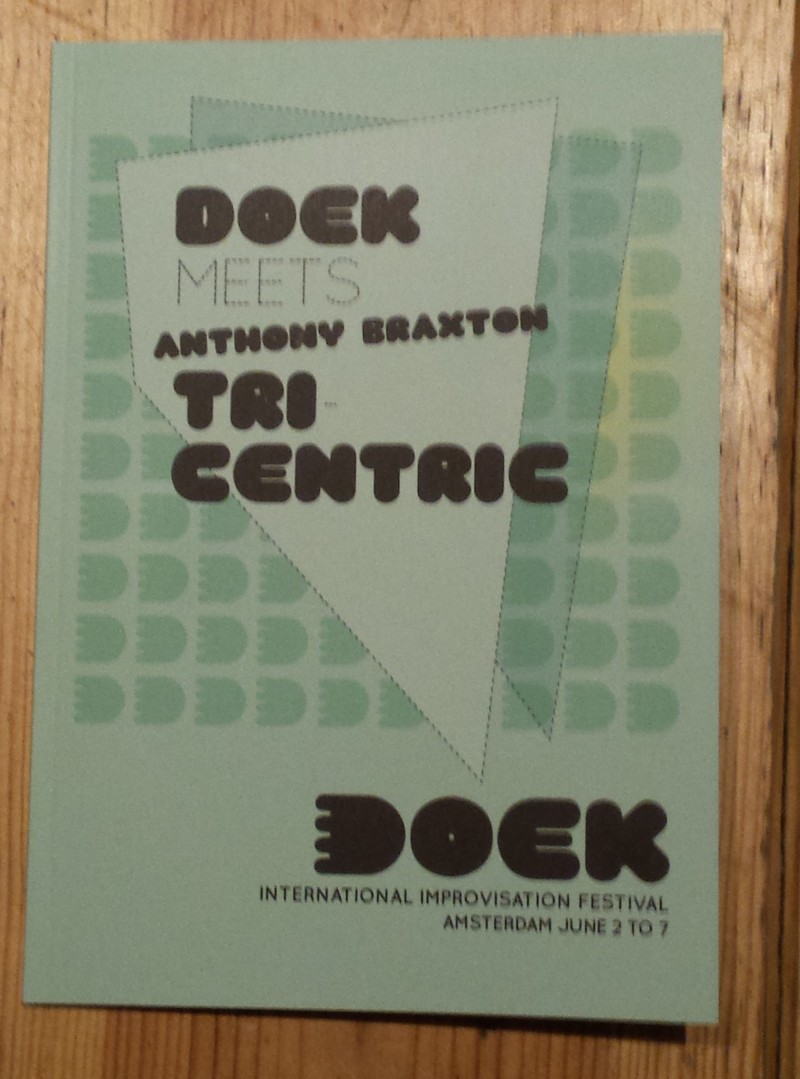 DOEK
MEETS
ANTHONY BRAXTON
TRI-
CENTRIC
DOEK
INTERNATIONAL IMPROVISATION FESTIVAL
AMSTERDAM JUNE 2 TO 7